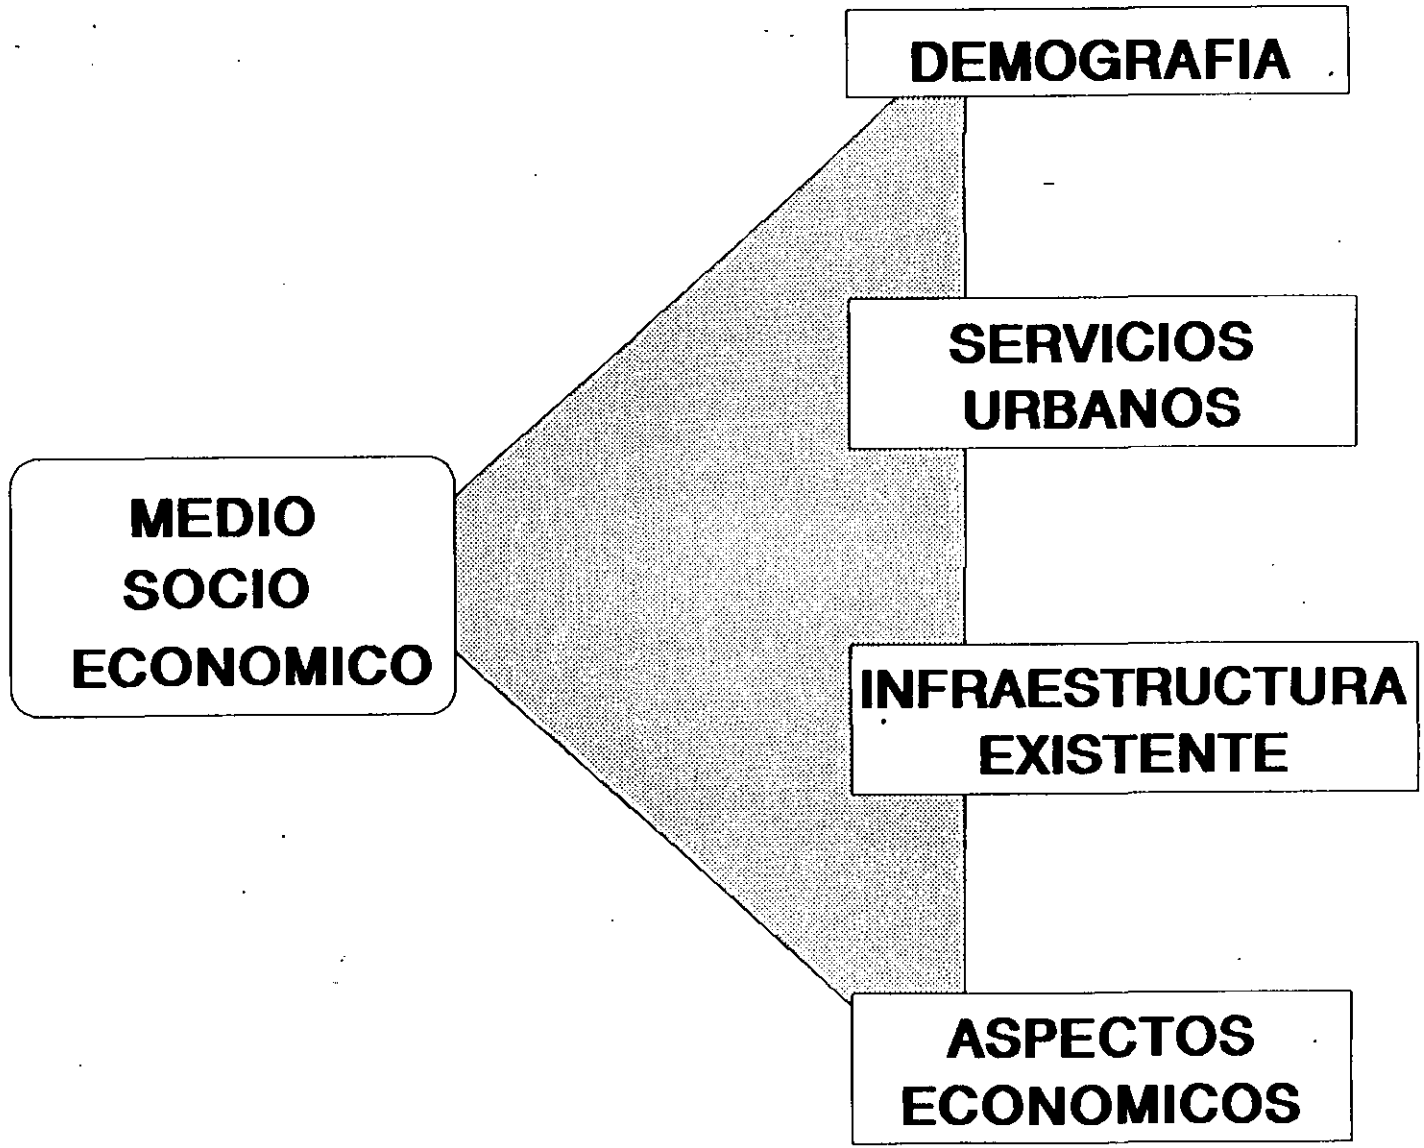 DEMOGRAFIA
SERVICIOS
URBANOS
MEDIO
SOCIO
ECONOMICO
INFRAESTRUCTURA
EXISTENTE
ASPECTOS
ECONOMICOS